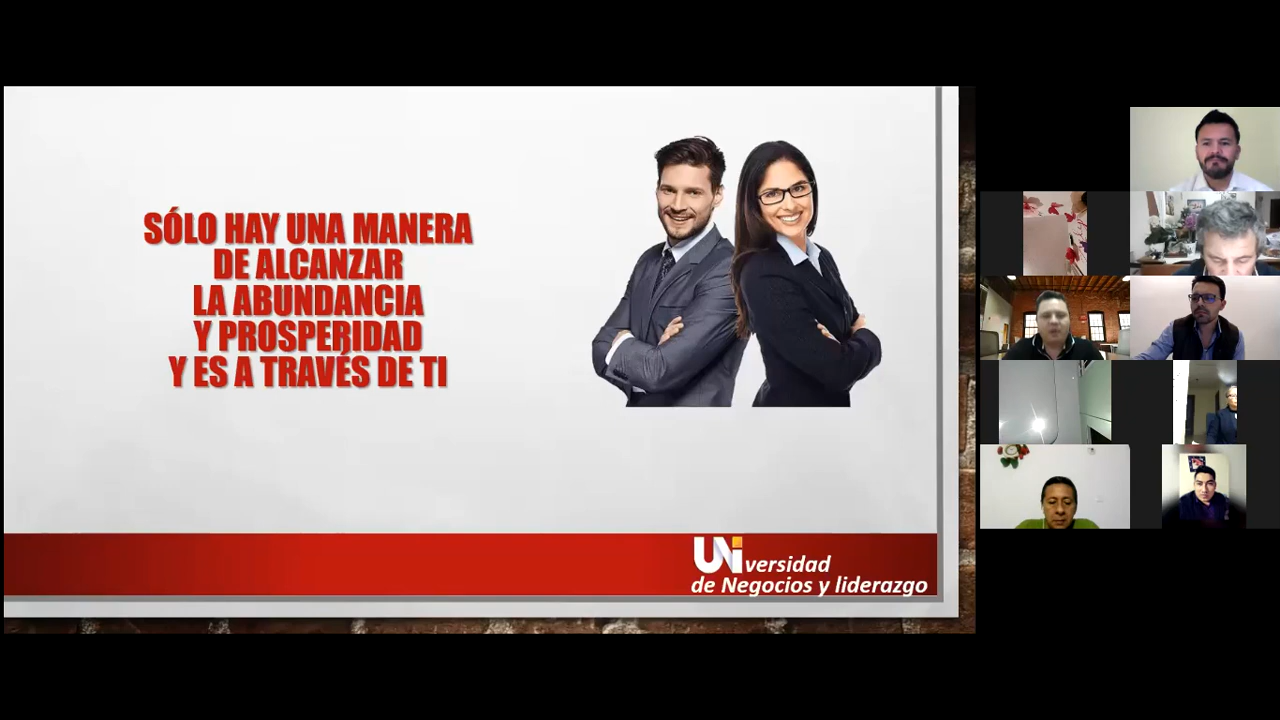 SÓLO HAY UNA MANERA
DE ALCANZAR
LA ABUNDANCIA
Y PROSPERIDAD
Y ES A TRAVÉS DE TI
UNiversidad
de Negocios y liderazgo